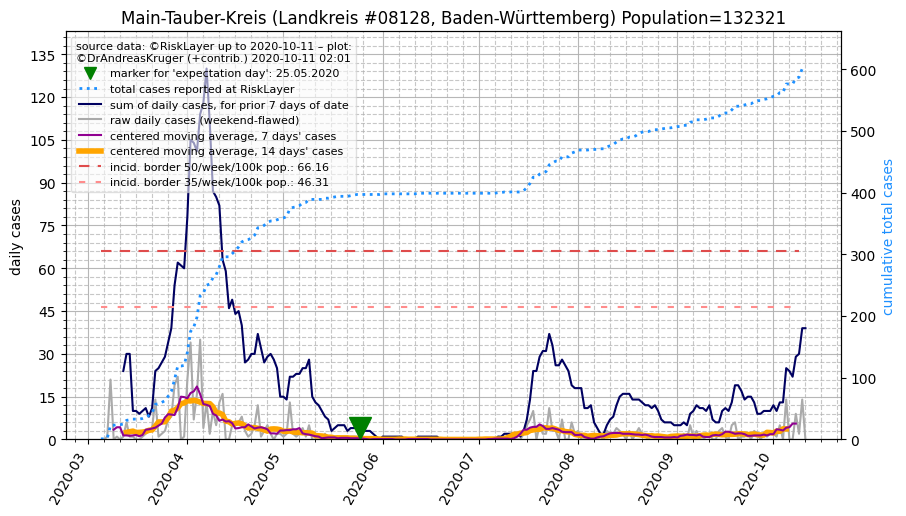 Main-Tauber-Kreis (Landkreis #08128, Baden-Württemberg) Population=132321
source data: ©RiskLayer up to 2020-10-11 – plot:
©DrAndreasKruger (+contrib.) 2020-10-11 02:01
marker for 'expectation day': 25.05.2020
total cases reported at RiskLayer
sum of daily cases, for prior 7 days of date
raw daily cases (weekend-flawed)
centered moving average, 7 days' cases
centered moving average, 14 days' cases
incid. border 50/week/100k pop.: 66.16
incid. border 35/week/100k pop.: 46.31
daily cases
135
120
105
90
75
60
45
30
15
0
cumulative total cases
600
500
400
300
200
100
0
2020-03
2020-04
2020-05
2020-06
2020-07
2020-08
2020-09
2020-10